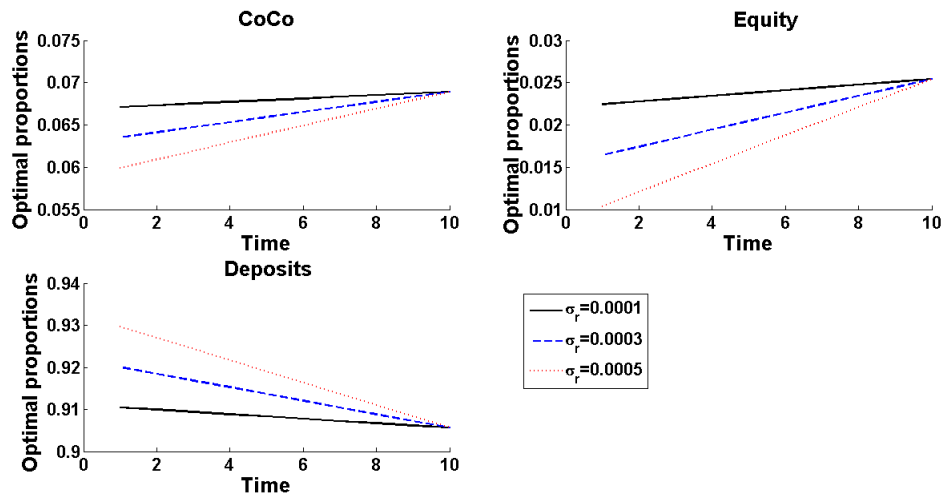 CoCo
Optimal proportions
0.075
0.07
0.065
0.06
0.055
0 2 4 6 8 10
Time
Equity
Optimal proportions
0.03
0.025
0.02
0.015
0.01
0 2 4 6 8 10
Time
Deposits
Optimal proportions
0.94
0.93
0.92
0.91
0.9
0 2 4 6 8 10
Time
σr=0.0001
σr=0.0003
σr=0.0005